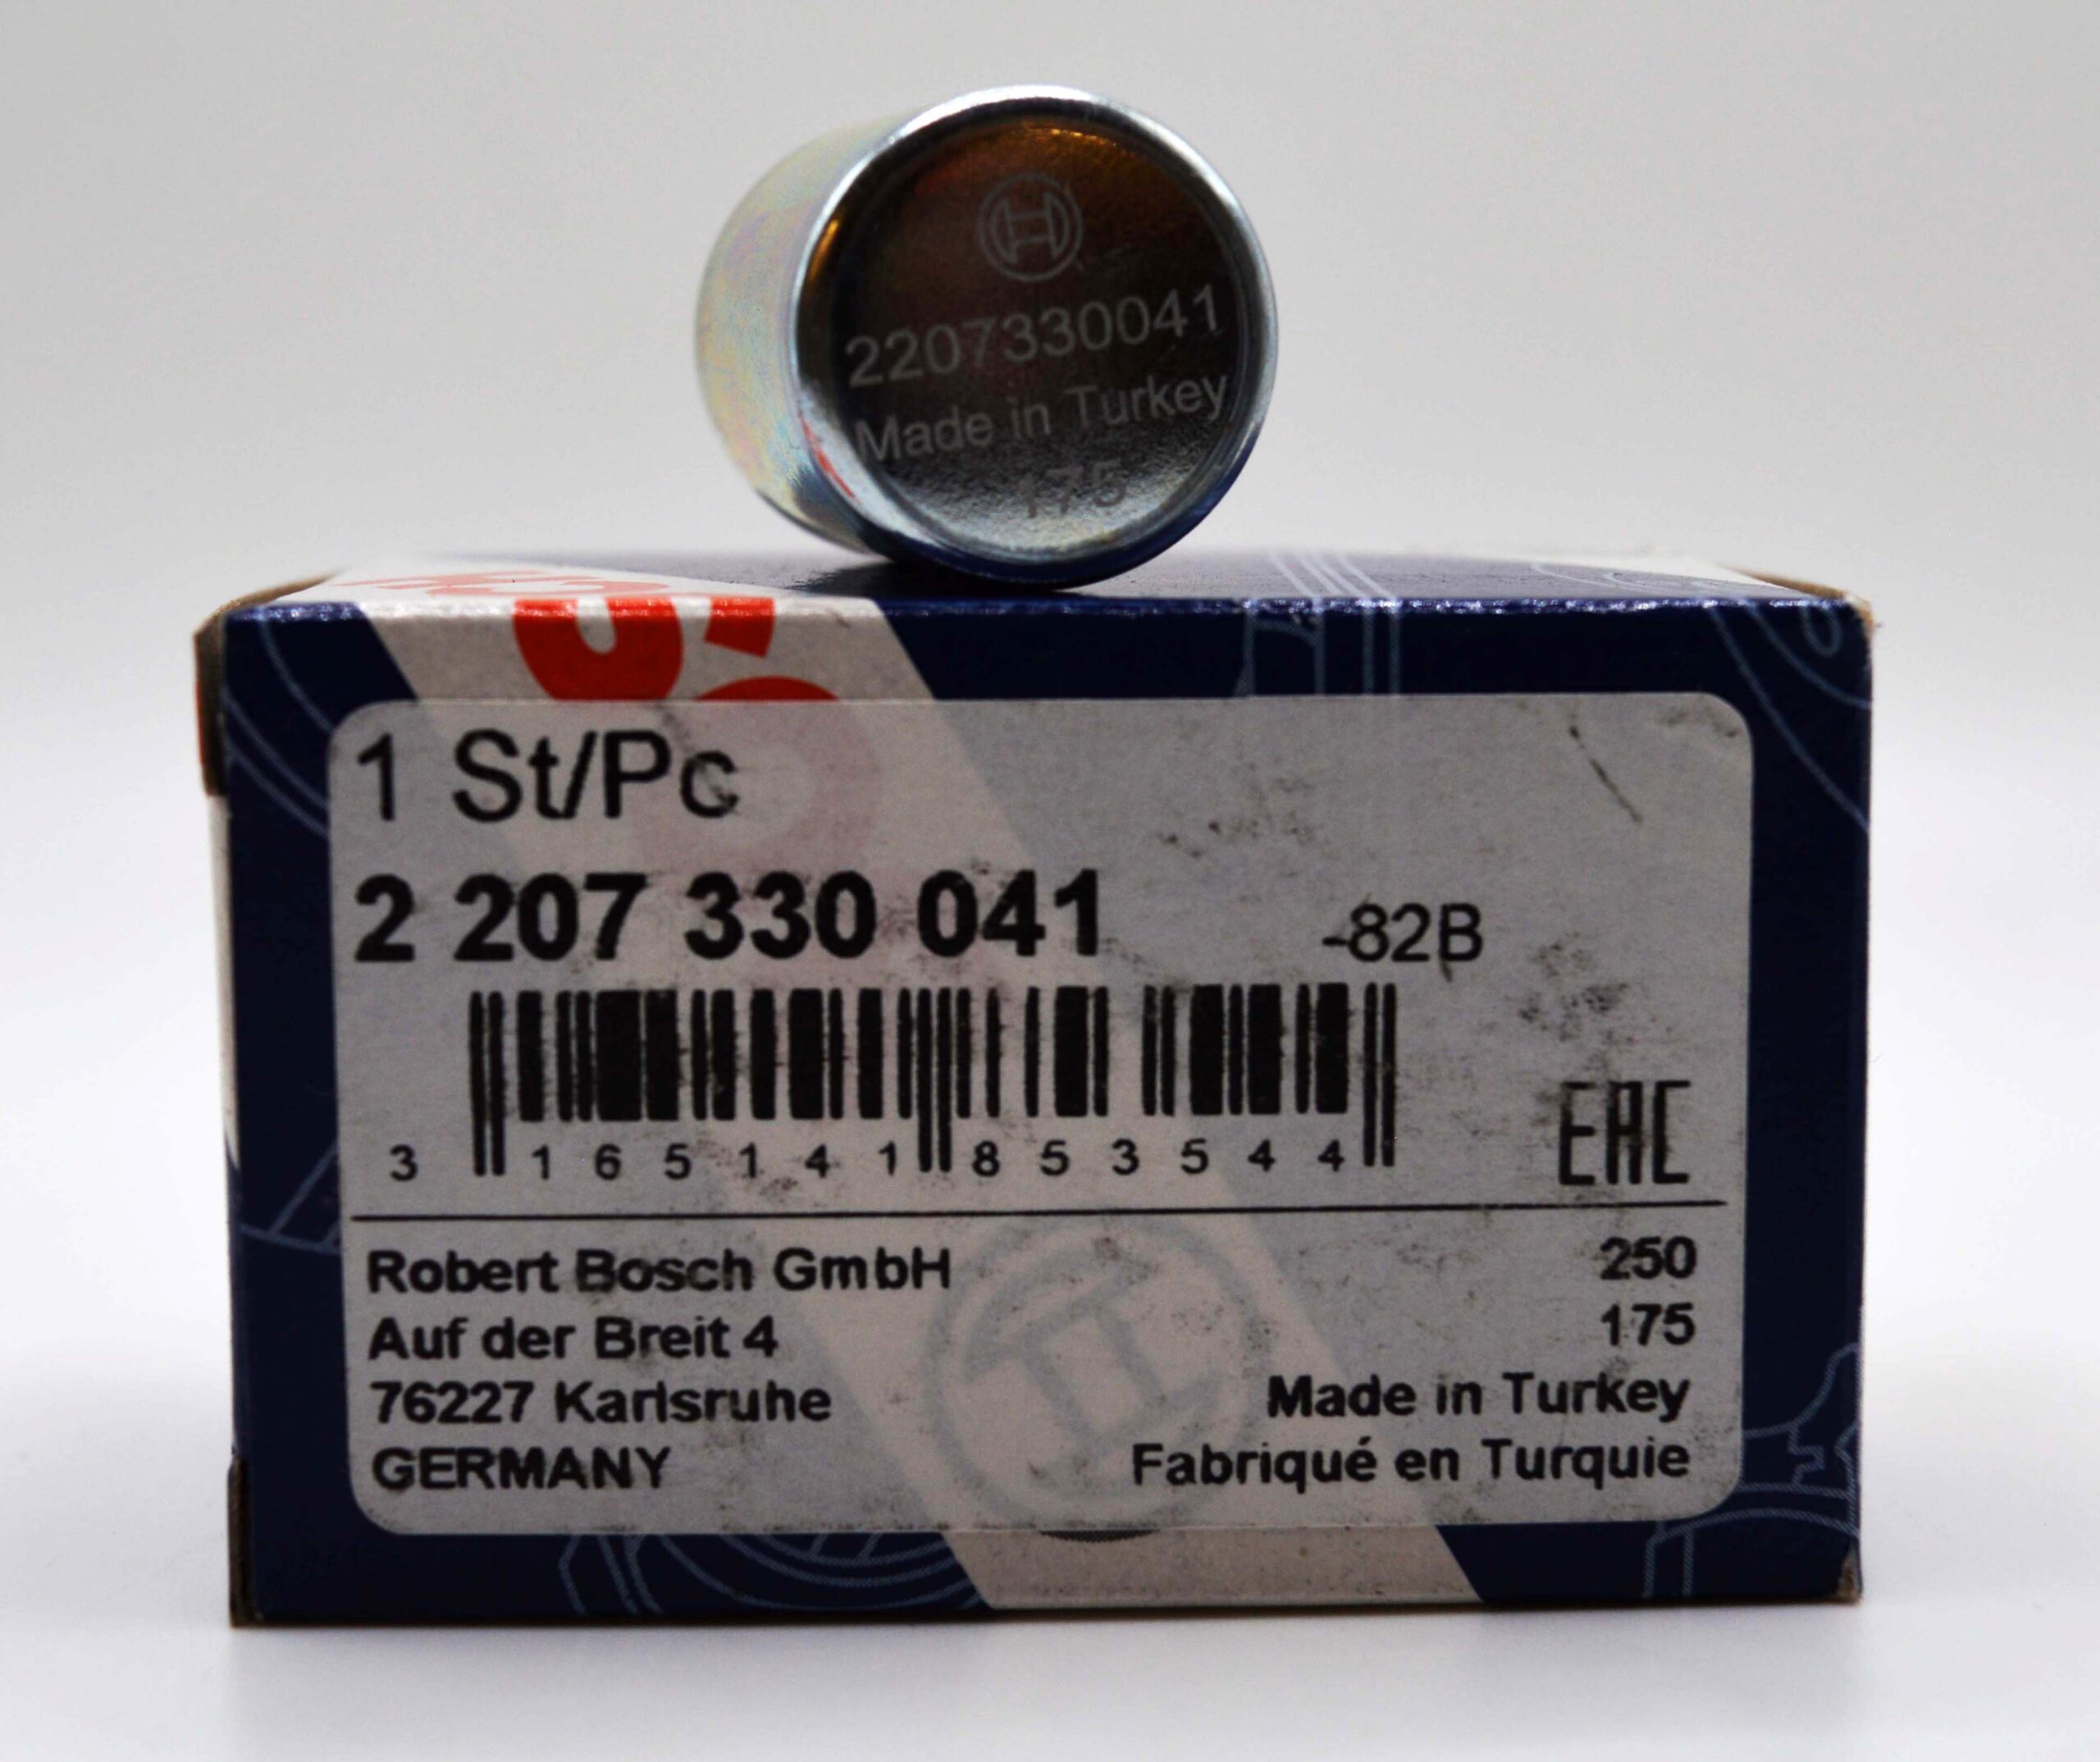 2207330041
Made in Turkey
175
1 St/Pc
2 207 330 041 -82B
3 165141 853544
EAC
Robert Bosch GmbH
Auf der Breit 4
76227 Karlsruhe
GERMANY
250
175
Made in Turkey
Fabriqué en Turquie